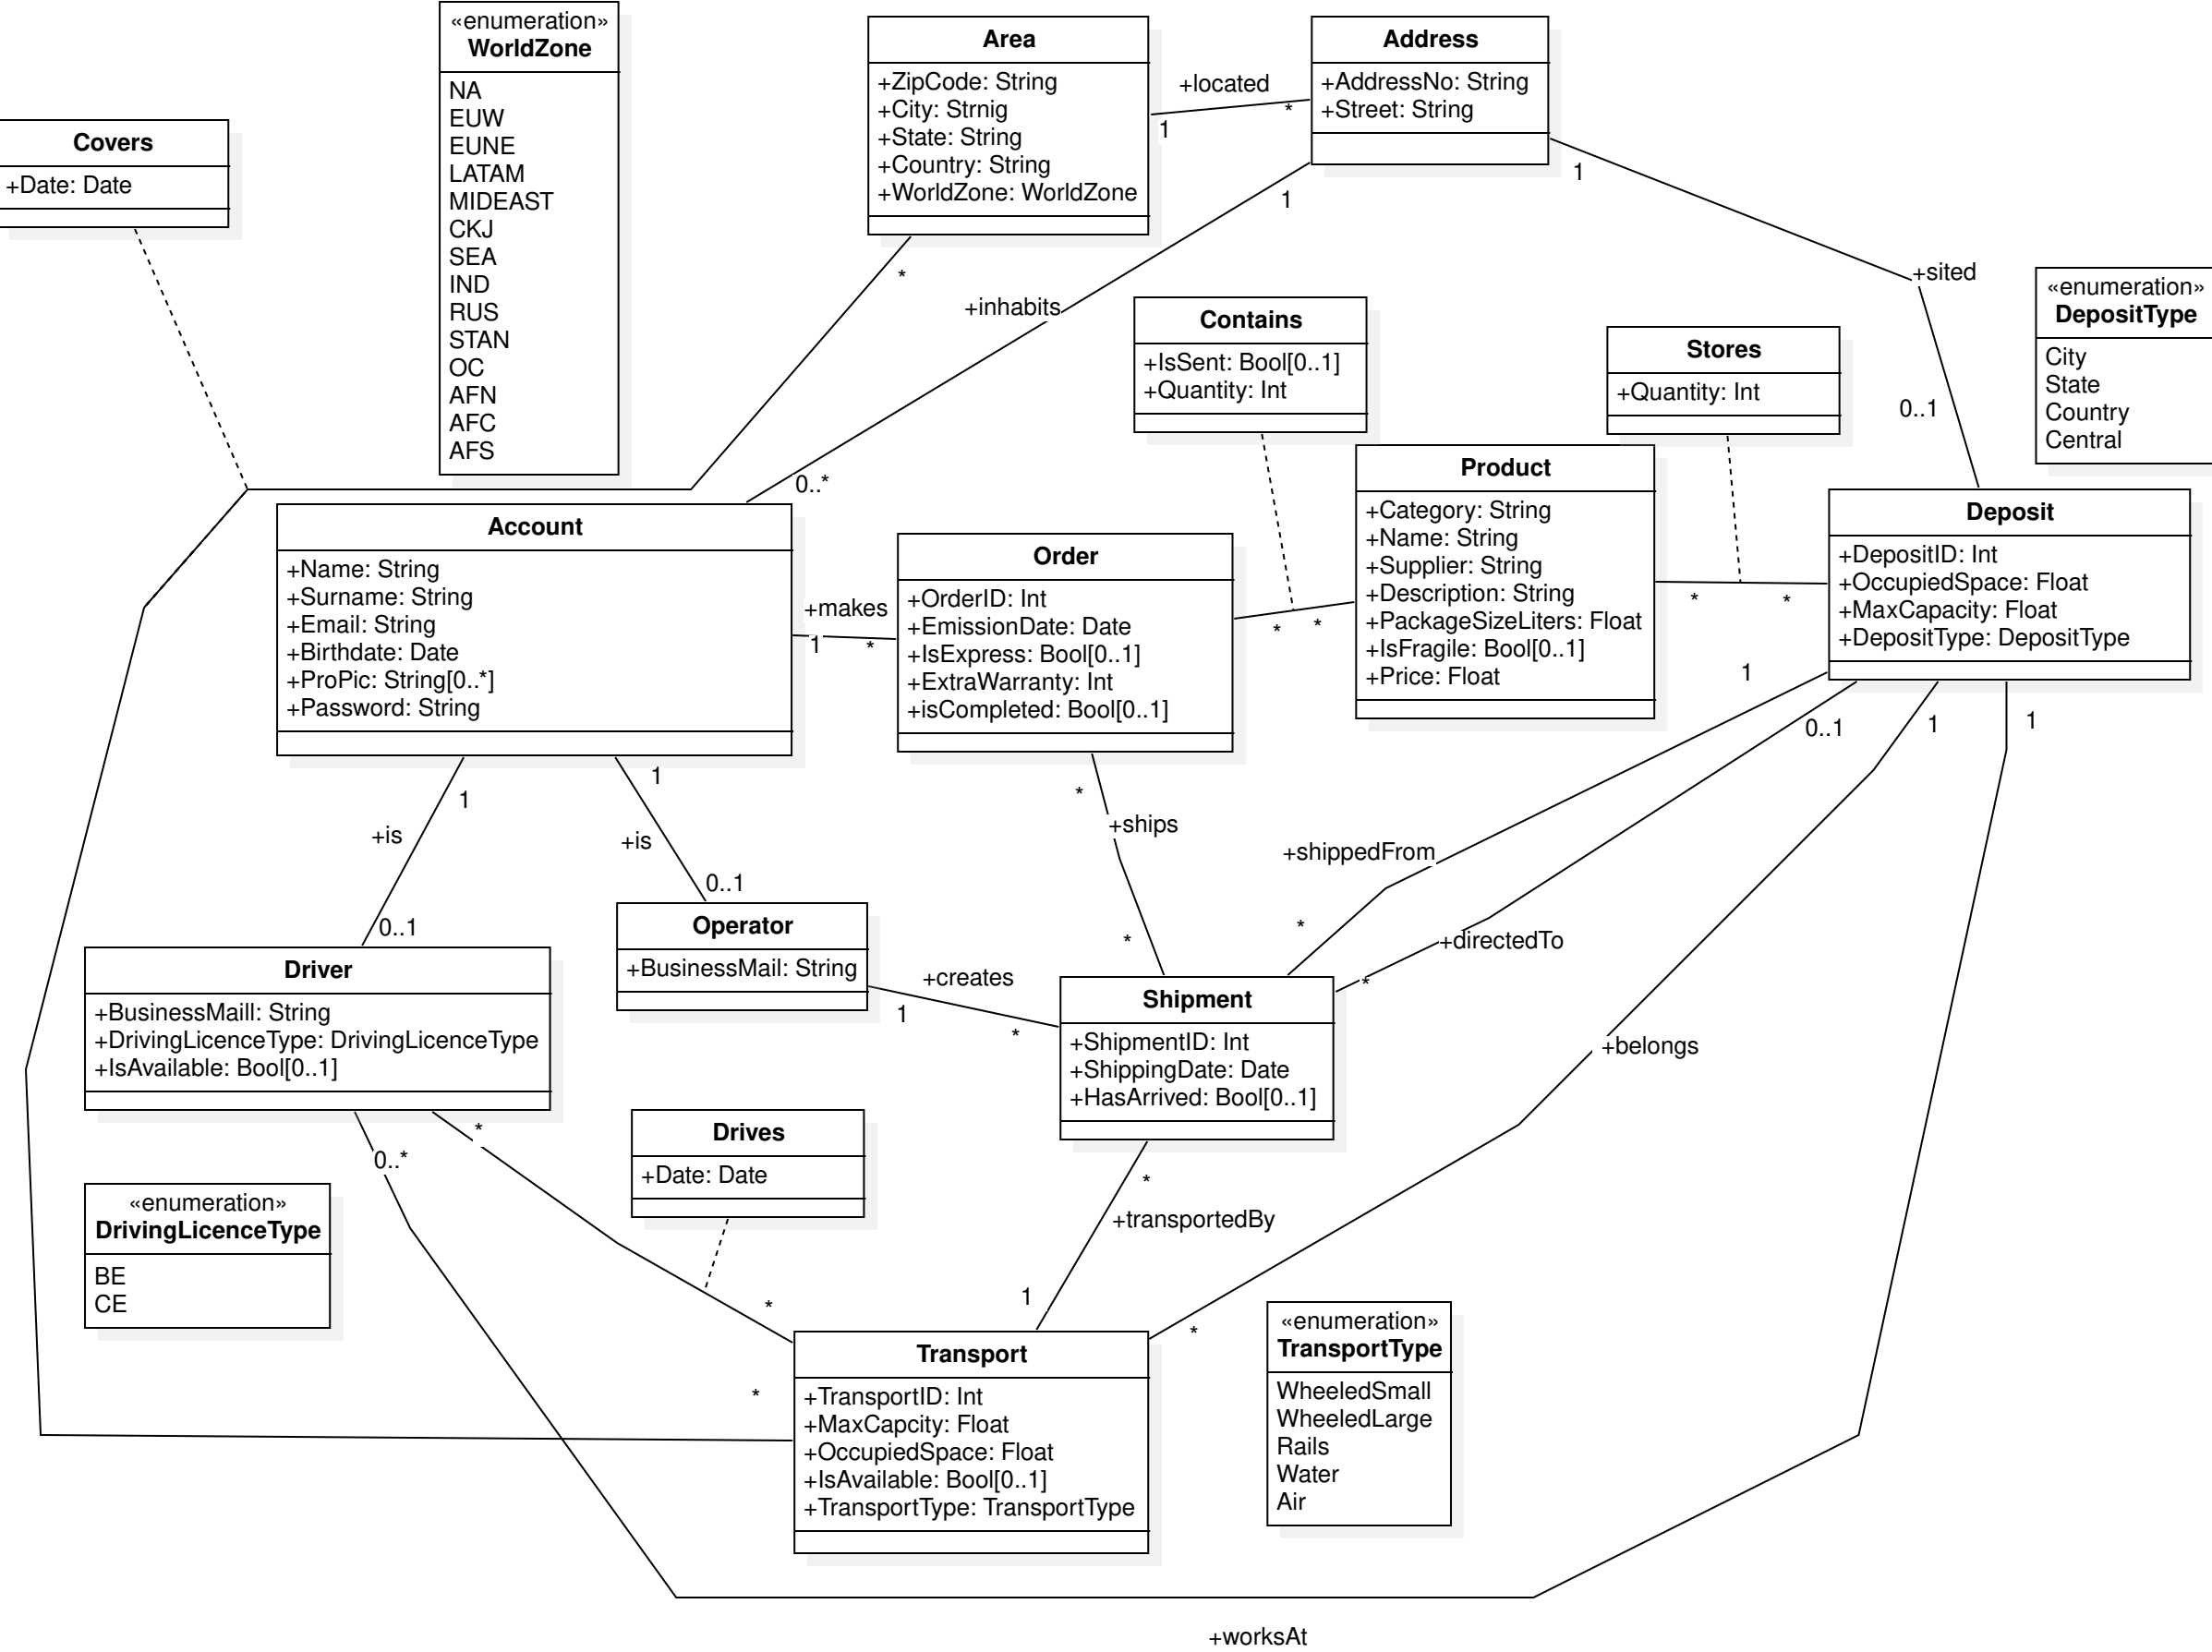 «enumeration»
WorldZone
NA
EUW
EUNE
LATAM
MIDEAST
CKJ
SEA
IND
RUS
STAN
OC
AFN
AFC
AFS
Area
+ZipCode: String
+City: Strnig
+State: String
+Country: String
+WorldZone: WorldZone
+located
1
*
Address
+AddressNo: String
+Street: String
Covers
+Date: Date
*
+inhabits
1
0..*
1
+sited
0..1
«enumeration»
DepositType
City
State
Country
Central
Contains
+IsSent: Bool[0..1]
+Quantity: Int
Stores
+Quantity: Int
Account
+Name: String
+Surname: String
+Email: String
+Birthdate: Date
+ProPic: String[0..*]
+Password: String
+makes
1
*
Order
+OrderID: Int
+EmissionDate: Date
+IsExpress: Bool[0..1]
+ExtraWarranty: Int
+isCompleted: Bool[0..1]
*
*
Product
+Category: String
+Name: String
+Supplier: String
+Description: String
+PackageSizeLiters: Float
+IsFragile: Bool[0..1]
+Price: Float
*
*
Deposit
+DepositID: Int
+OccupiedSpace: Float
+MaxCapacity: Float
+DepositType: DepositType
1
0..1
1
1
1
+is
0..1
1
+is
0..1
*
+ships
*
+shippedFrom
*
+directedTo
*
Operator
+BusinessMail: String
+creates
1
*
Driver
+BusinessMaill: String
+DrivingLicenceType: DrivingLicenceType
+IsAvailable: Bool[0..1]
Shipment
+ShipmentID: Int
+ShippingDate: Date
+HasArrived: Bool[0..1]
+belongs
*
0..*
*
Drives
+Date: Date
«enumeration»
DrivingLicenceType
BE
CE
*
+transportedBy
1
*
*
*
Transport
+TransportID: Int
+MaxCapcity: Float
+OccupiedSpace: Float
+IsAvailable: Bool[0..1]
+TransportType: TransportType
«enumeration»
TransportType
WheeledSmall
WheeledLarge
Rails
Water
Air
+worksAt